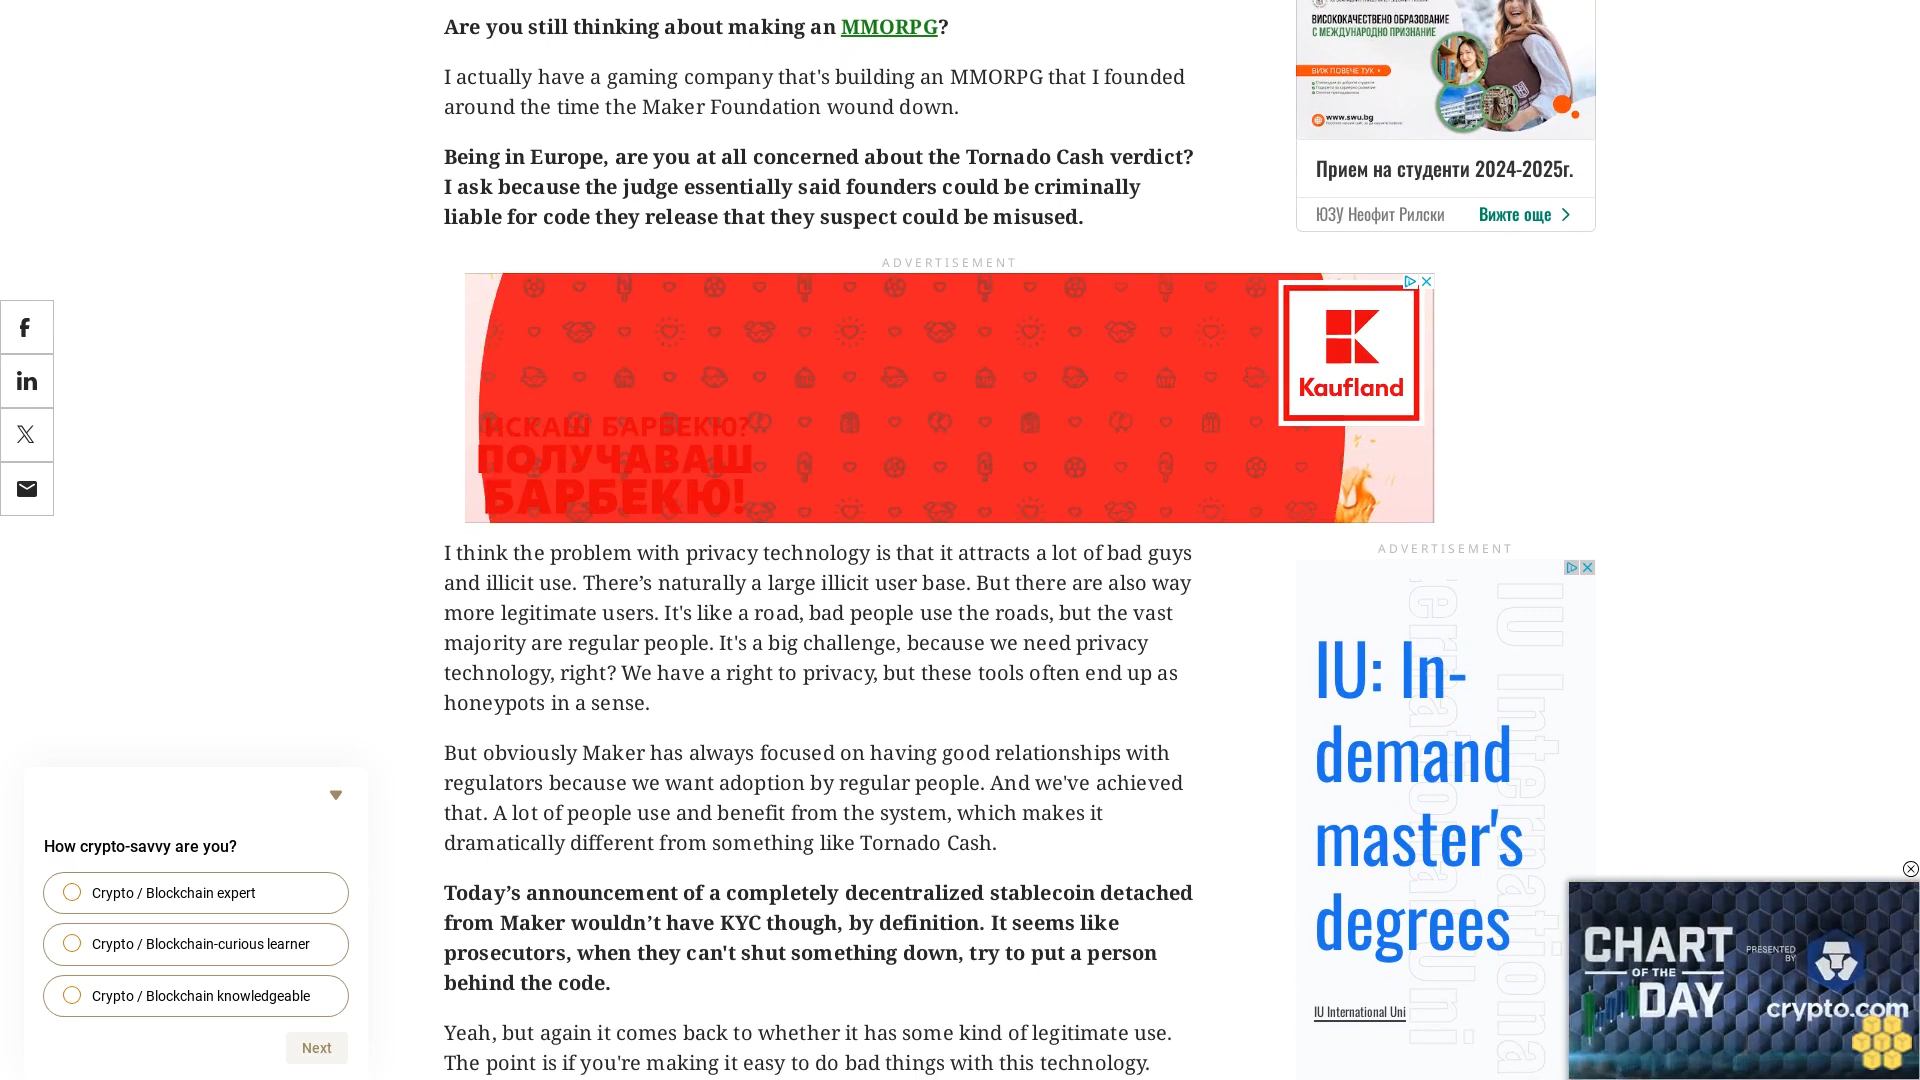 Are you still thinking about making an MMORPG?
I actually have a gaming company that's building an MMORPG that I founded
around the time the Maker Foundation wound down.
Being in Europe, are you at all concerned about the Tornado Cash verdict?
I ask because the judge essentially said founders could be criminally
liable for code they release that they suspect could be misused.
ВИСОКОКАЧЕСТВЕНО ОБРАЗОВАНИЕ
С МЕЖДУНАРОДНО ПРИЗНАНИЕ
ВИЖ ПОВЕЧЕ ТУК
www.swu.bg
Прием на студенти 2024-2025г.
ЮЗУ Неофит Рилски
Вижте още
ADVERTISEMENT
Kaufland
ИСКАШ БАРБЕКЮ?
ПОЛУЧАВАШ
БАРБЕКЮ!
I think the problem with privacy technology is that it attracts a lot of bad guys
and illicit use. There’s naturally a large illicit user base. But there are also way
more legitimate users. It's like a road, bad people use the roads, but the vast
majority are regular people. It's a big challenge, because we need privacy
technology, right? We have a right to privacy, but these tools often end up as
honeypots in a sense.
But obviously Maker has always focused on having good relationships with
regulators because we want adoption by regular people. And we've achieved
that. A lot of people use and benefit from the system, which makes it
dramatically different from something like Tornado Cash.
Today’s announcement of a completely decentralized stablecoin detached
from Maker wouldn’t have KYC though, by definition. It seems like
prosecutors, when they can't shut something down, try to put a person
behind the code.
Yeah, but again it comes back to whether it has some kind of legitimate use.
The point is if you're making it easy to do bad things with this technology.
ADVERTISEMENT
IU: In-
demand
master's
degrees
IU International Uni
How crypto-savvy are you?
Crypto / Blockchain expert
Crypto / Blockchain-curious learner
Crypto / Blockchain knowledgeable
Next
CHART
OF THE
DAY
PRESENTED
BY
crypto.com